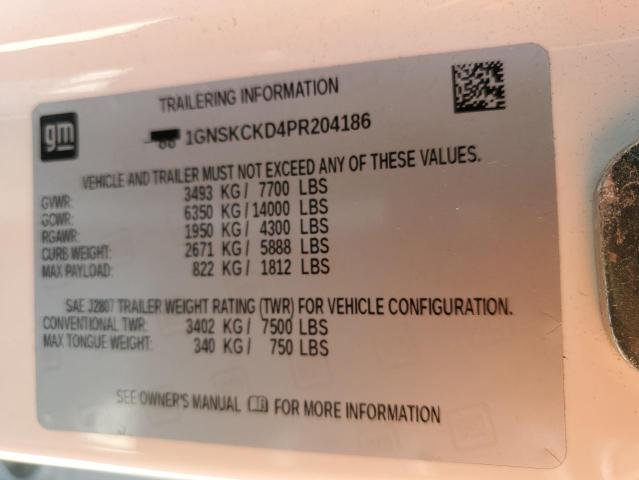 gm
TRAILERING INFORMATION
1GNSKCKD4PR204186
VEHICLE AND TRAILER MUST NOT EXCEED ANY OF THESE VALUES.
GVWR: 3493 KG / 7700 LBS
GCWR: 6350 KG / 14000 LBS
RGAWR: 1950 KG / 4300 LBS
CURB WEIGHT: 2671 KG / 5888 LBS
MAX PAYLOAD: 822 KG / 1812 LBS
SAE J2807 TRAILER WEIGHT RATING (TWR) FOR VEHICLE CONFIGURATION.
CONVENTIONAL TWR: 3402 KG / 7500 LBS
MAX TONGUE WEIGHT: 340 KG / 750 LBS
SEE OWNER'S MANUAL FOR MORE INFORMATION